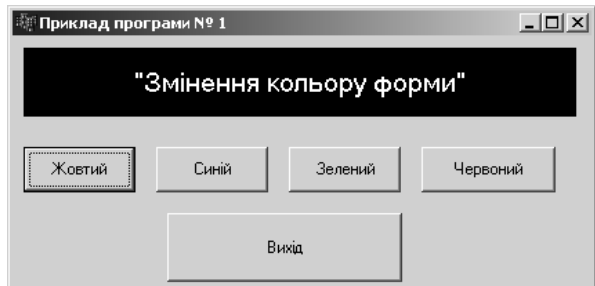 Приклад програми № 1
"Змінення кольору форми"
Жовтий Синій Зелений Червоний
Вихід